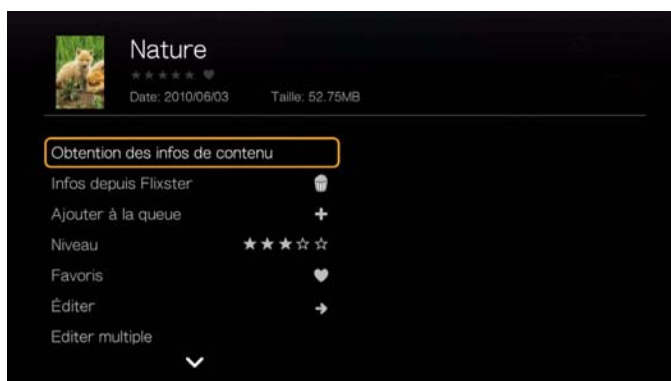 Nature
Date: 2010/06/03 Taille: 52.75MB
Obtention des infos de contenu
Infos depuis Flixster
Ajouter à la queue
Niveau
Favoris
Éditer
Editer multiple